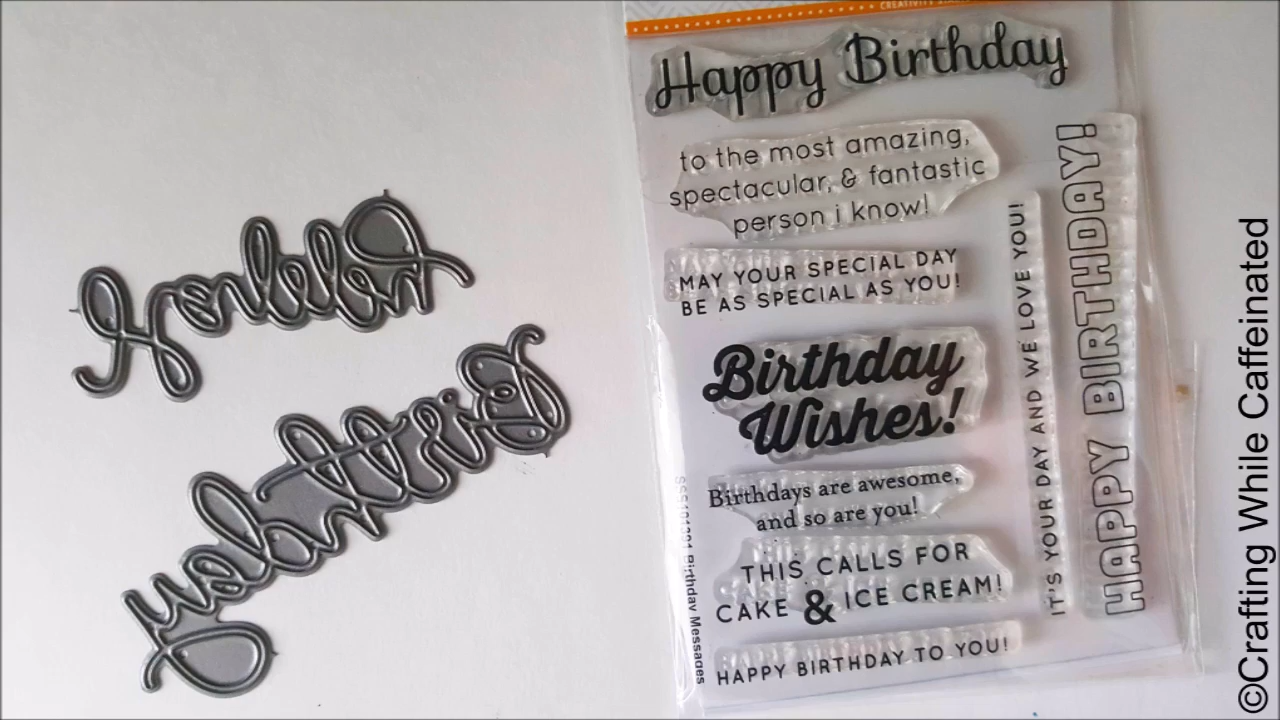 CREATIVITY
Happy Birthday
to the most amazing,
spectacular, & fantastic
person i know!
MAY YOUR SPECIAL DAY
BE AS SPECIAL AS YOU!
Birthday
Wishes!
Birthdays are awesome,
and so are you!
THIS CALLS FOR
CAKE & ICE CREAM!
HAPPY BIRTHDAY TO YOU!
IT'S YOUR DAY AND WE LOVE YOU!
HAPPY BIRTHDAY!
Birthday Messages
Birthday
©Crafting While Caffeinated